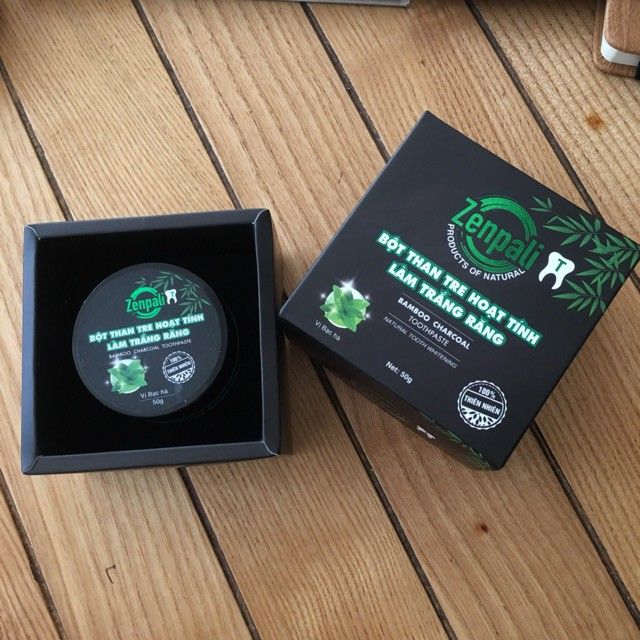 Zenpali
BỘT THAN TRE HOẠT TÍNH
LÀM TRẮNG RĂNG
BAMBOO CHARCOAL TOOTHPASTE
100%
THIÊN NHIÊN
Vị Bạc hà
50g
Zenpali
PRODUCTS OF NATURAL
BỘT THAN TRE HOẠT TÍNH
LÀM TRẮNG RĂNG
BAMBOO CHARCOAL
TOOTHPASTE
NATURAL TOOTH WHITENING
Vị Bạc hà
Net: 50g
100%
THIÊN NHIÊN